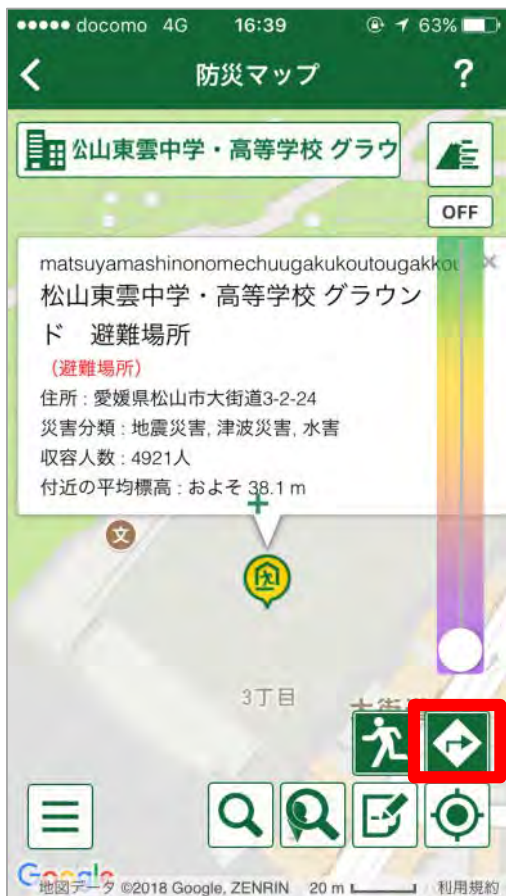 docomo 4G 16:39 63%
防災マップ ?
松山東雲中学・高等学校 グラウ
OFF
matsuyamashinonomechuugakukoutougakkou
松山東雲中学・高等学校 グラウン
ド 避難場所
（避難場所）
住所 : 愛媛県松山市大街道3-2-24
災害分類 : 地震災害, 津波災害, 水害
収容人数 : 4921人
付近の平均標高 : およそ 38.1 m
文
3丁目
大街道
Google
地図データ ©2018 Google, ZENRIN 20 m 利用規約